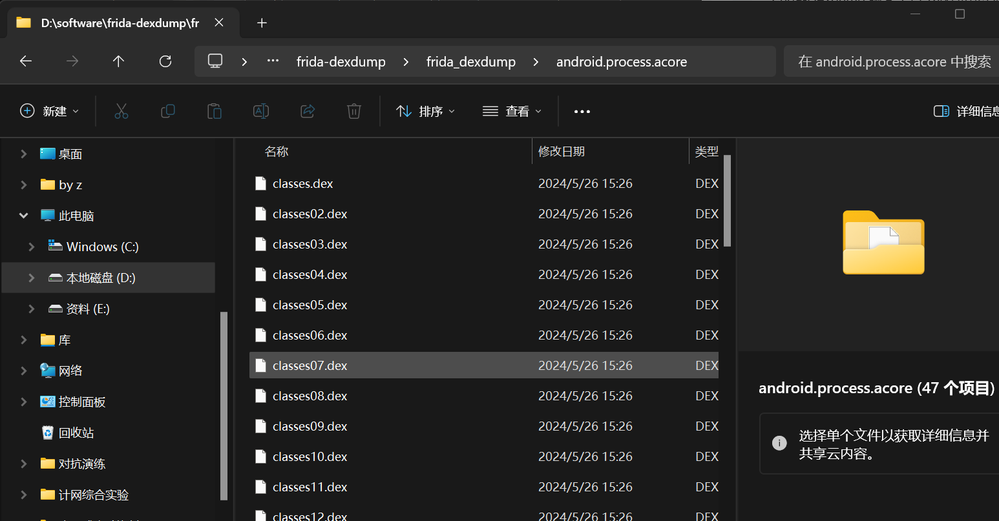 D:\software\frida-dexdump\fr
frida-dexdump
frida_dexdump
android.process.acore
在 android.process.acore 中搜索
新建
排序
查看
详细信息
桌面
by z
此电脑
Windows (C:)
本地磁盘 (D:)
资料 (E:)
库
网络
控制面板
回收站
对抗演练
计网综合实验
名称 修改日期 类型
classes.dex 2024/5/26 15:26 DEX
classes02.dex 2024/5/26 15:26 DEX
classes03.dex 2024/5/26 15:26 DEX
classes04.dex 2024/5/26 15:26 DEX
classes05.dex 2024/5/26 15:26 DEX
classes06.dex 2024/5/26 15:26 DEX
classes07.dex 2024/5/26 15:26 DEX
classes08.dex 2024/5/26 15:26 DEX
classes09.dex 2024/5/26 15:26 DEX
classes10.dex 2024/5/26 15:26 DEX
classes11.dex 2024/5/26 15:26 DEX
classes12.dex 2024/5/26 15:26 DEX
android.process.acore (47 个项目)
选择单个文件以获取详细信息并
共享云内容。